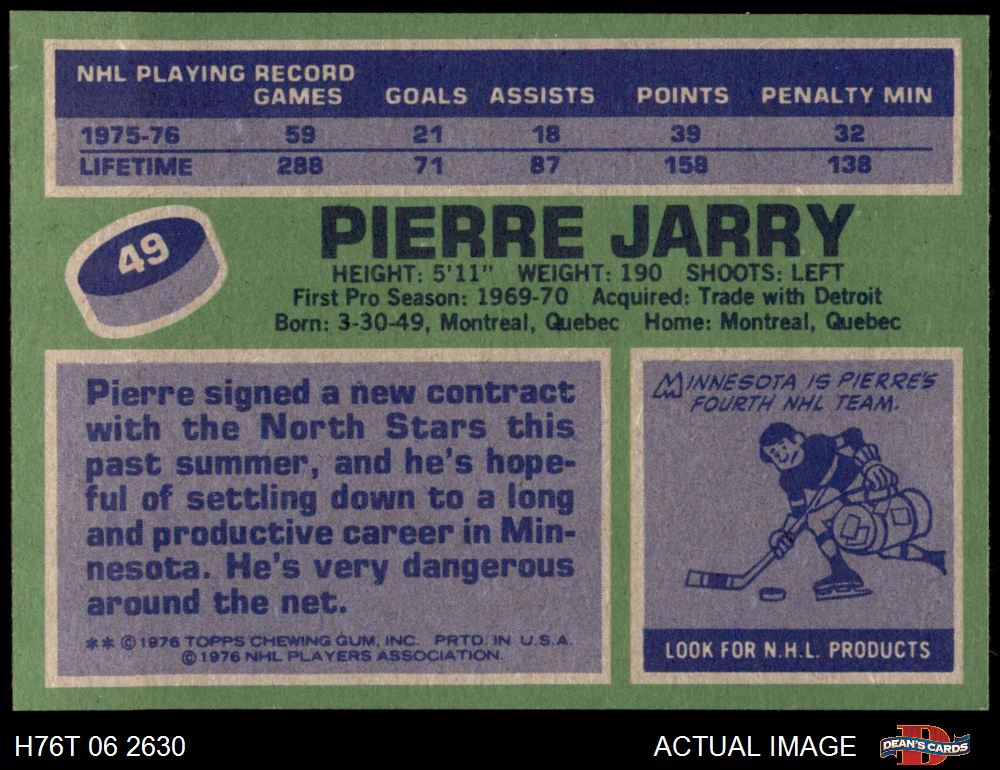 NHL PLAYING RECORD
GAMES GOALS ASSISTS POINTS PENALTY MIN
1975-76 59 21 18 39 32
LIFETIME 288 71 87 158 138
49
PIERRE JARRY
HEIGHT: 5'11" WEIGHT: 190 SHOOTS: LEFT
First Pro Season: 1969-70 Acquired: Trade with Detroit
Born: 3-30-49, Montreal, Quebec Home: Montreal, Quebec
Pierre signed a new contract
with the North Stars this
past summer, and he's hope-
ful of settling down to a long
and productive career in Min-
nesota. He's very dangerous
around the net.
** © 1976 TOPPS CHEWING GUM, INC. PRTD. IN U.S.A.
© 1976 NHL PLAYERS ASSOCIATION.
MINNESOTA IS PIERRE'S
FOURTH NHL TEAM.
LOOK FOR N.H.L. PRODUCTS
H76T 06 2630
ACTUAL IMAGE
D
DEAN'S CARDS